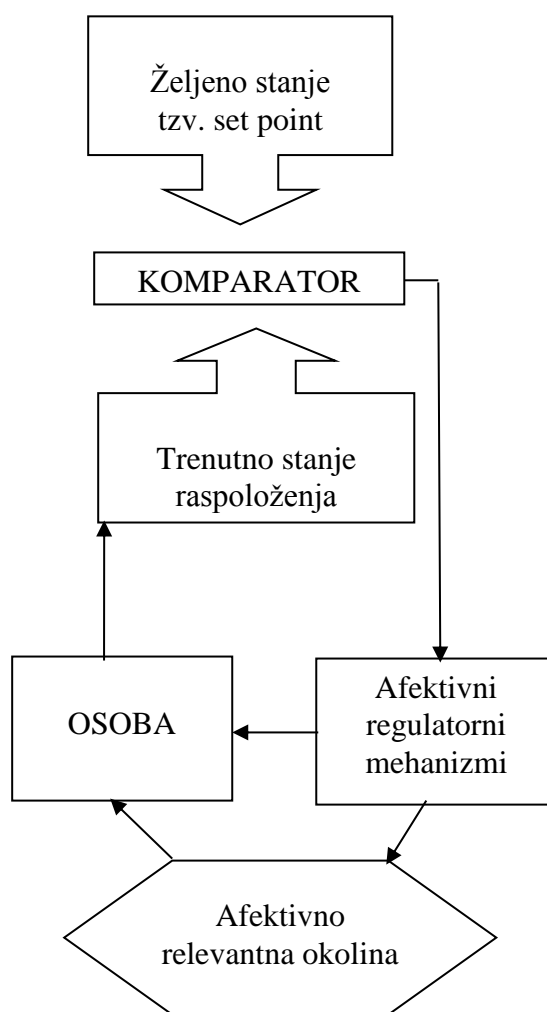 Željeno stanje
tzv. set point
KOMPARATOR
Trenutno stanje
raspoloženja
OSOBA
Afektivni
regulatorni
mehanizmi
Afektivno
relevantna okolina